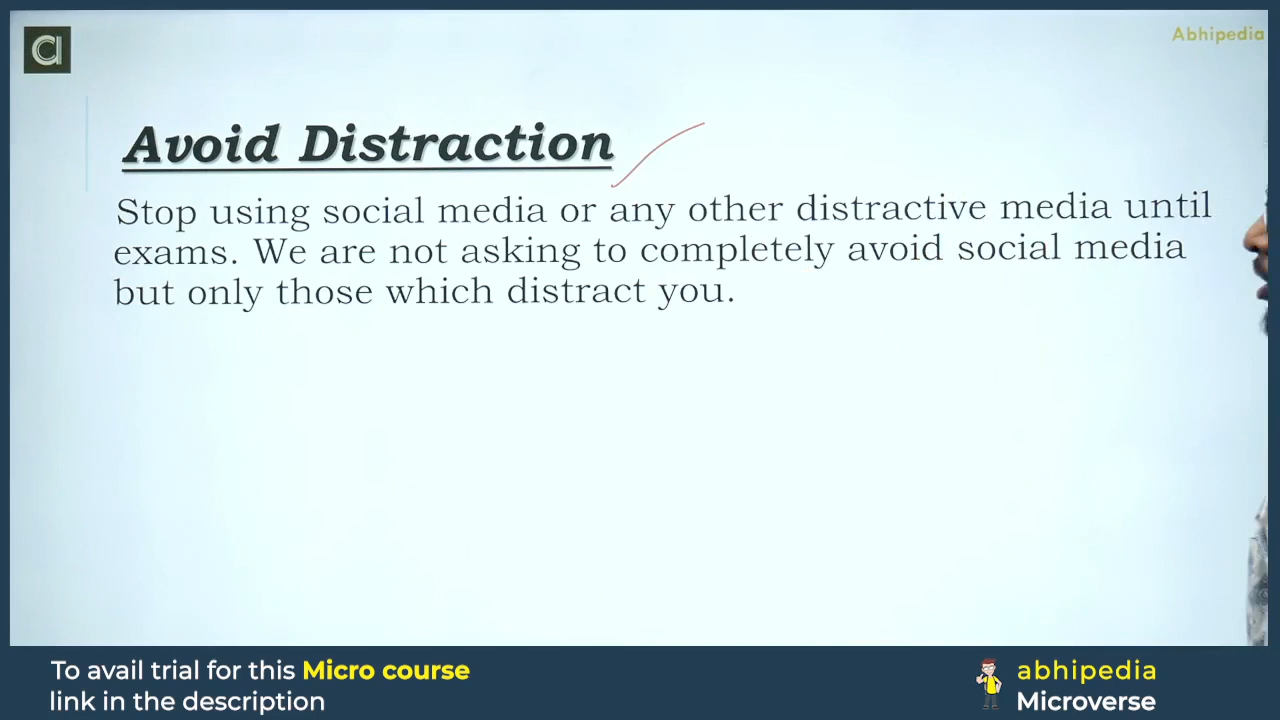 Abhipedia
Avoid Distraction
Stop using social media or any other distractive media until
exams. We are not asking to completely avoid social media
but only those which distract you.
To avail trial for this Micro course
link in the description
abhipedia
Microverse